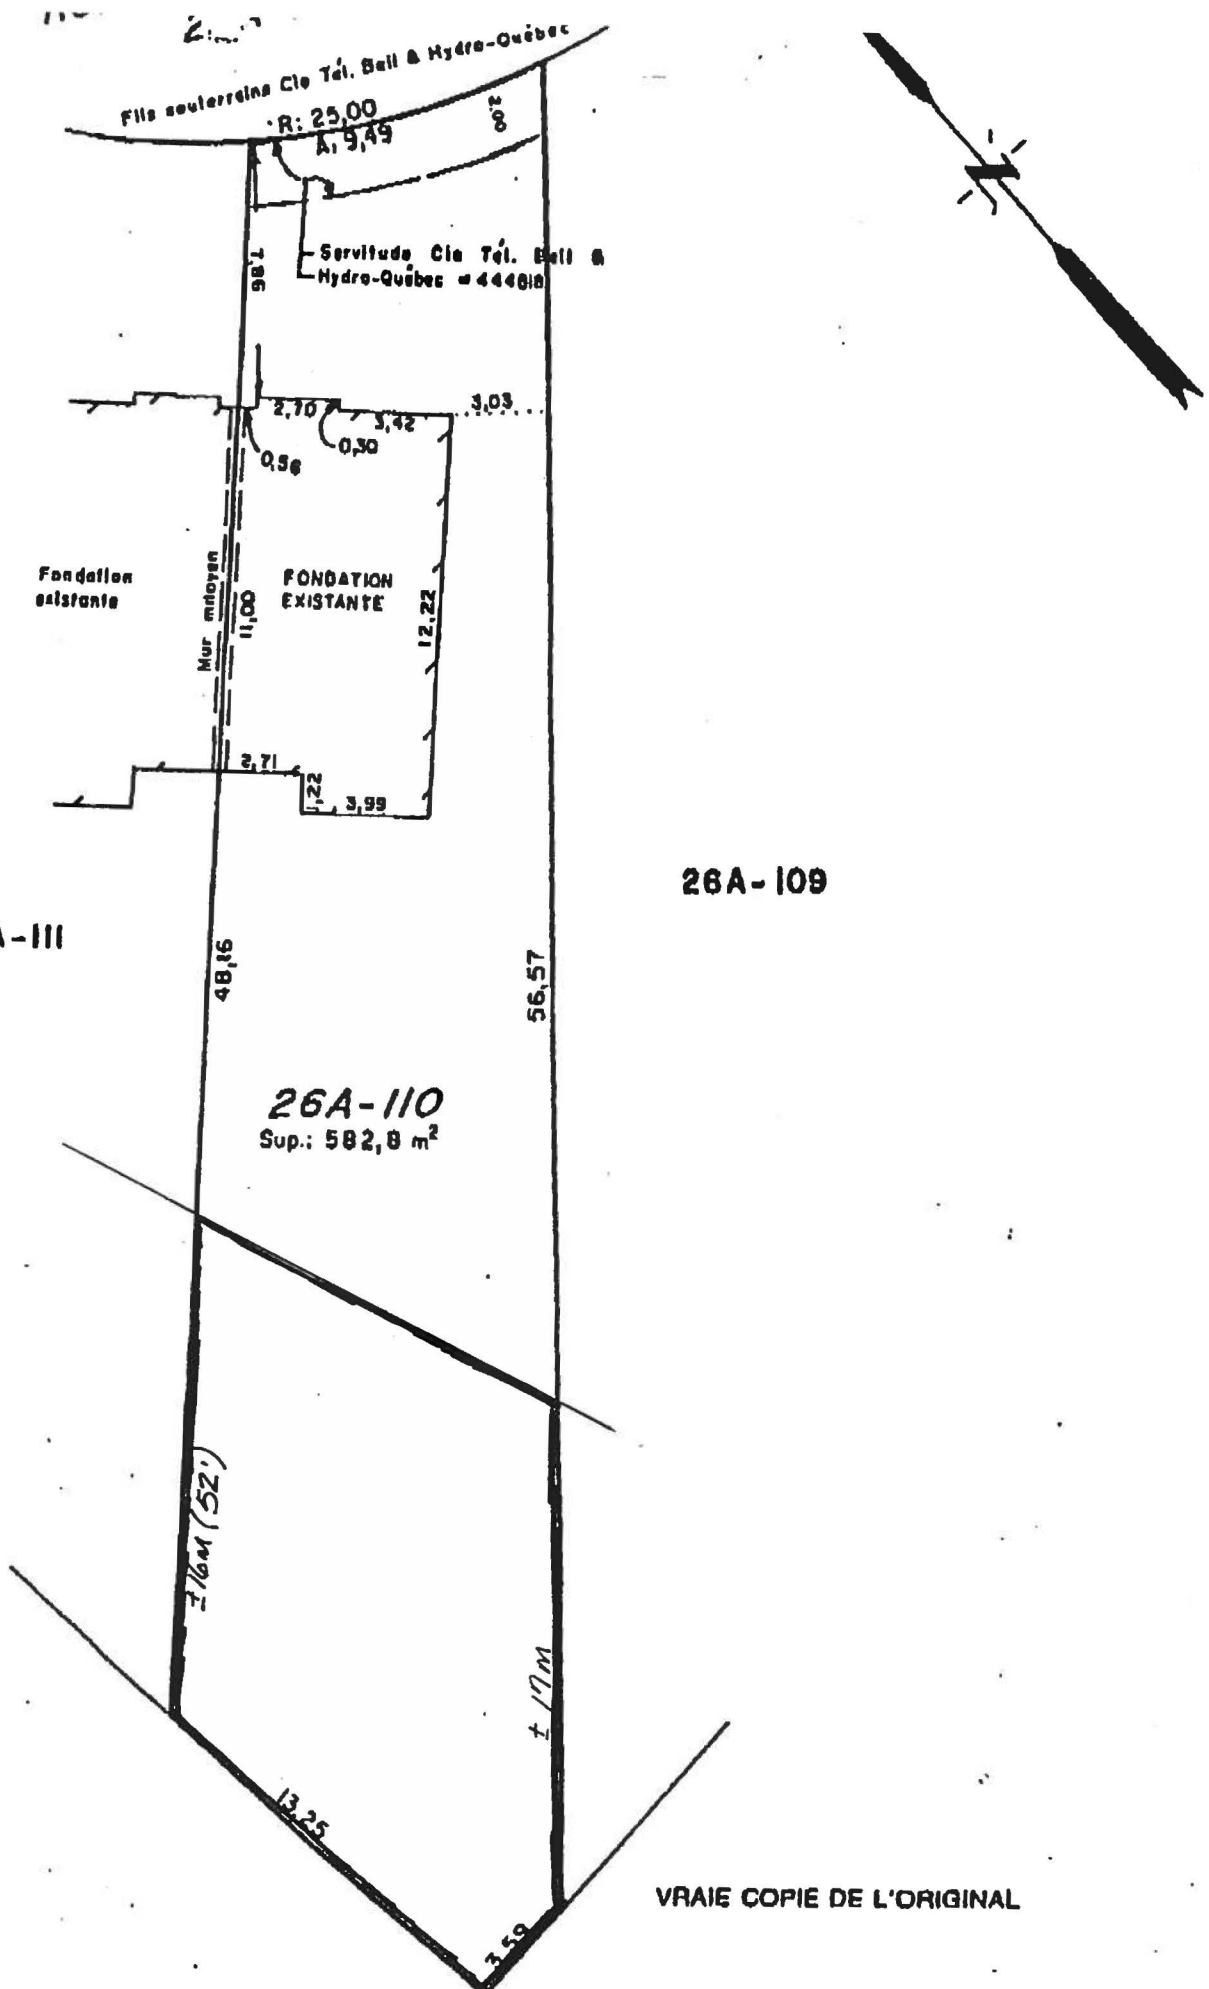 Fils souterrains Cie Tél. Bell & Hydro-Québec
R: 25,00
A: 9,49
2,00
7,86
Servitude Cie Tél. Bell &
Hydro-Québec # 444618
2,70
3,03
3,42
0,30
0,56
Fondation
existante
Mur mitoyen
11,00
FONDATION
EXISTANTE
12,22
2,71
1,22
3,99
26A-109
A-111
48,16
56,57
26A-110
Sup.: 582,8 m²
±16M (52')
±17M
13,25
3,59
VRAIE COPIE DE L'ORIGINAL